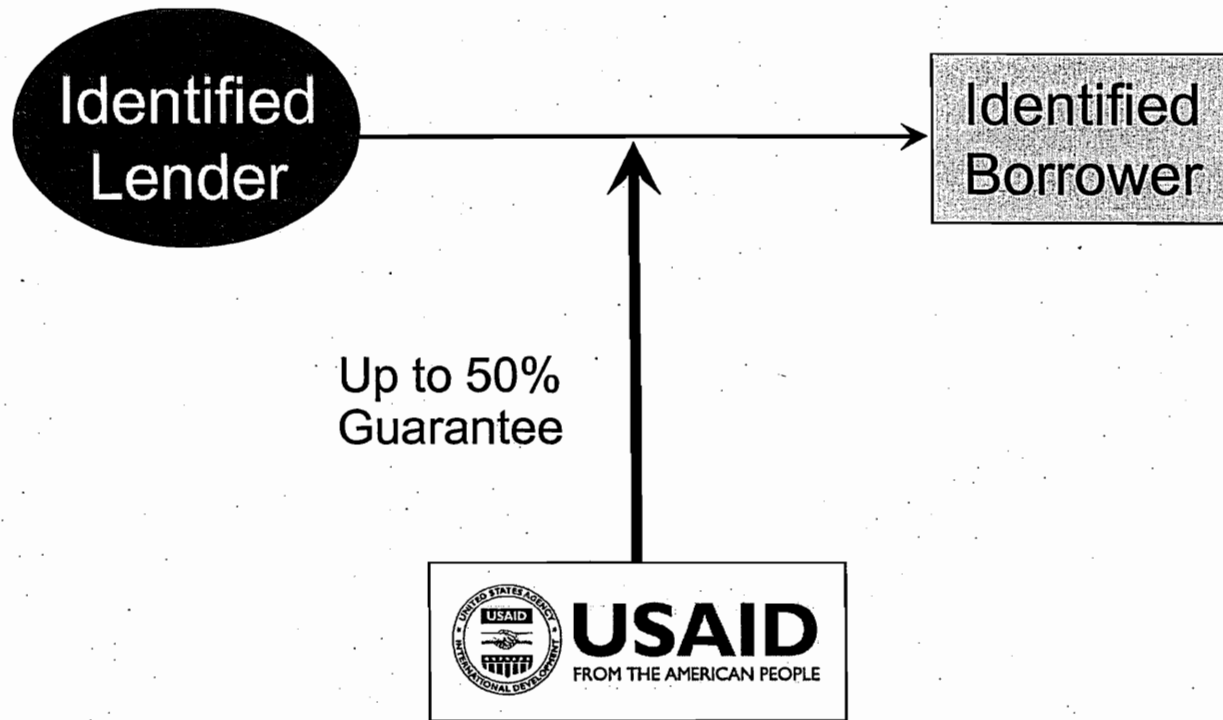 Identified
Lender
Identified
Borrower
Up to 50%
Guarantee
UNITED STATES AGENCY
USAID
INTERNATIONAL DEVELOPMENT
USAID
FROM THE AMERICAN PEOPLE